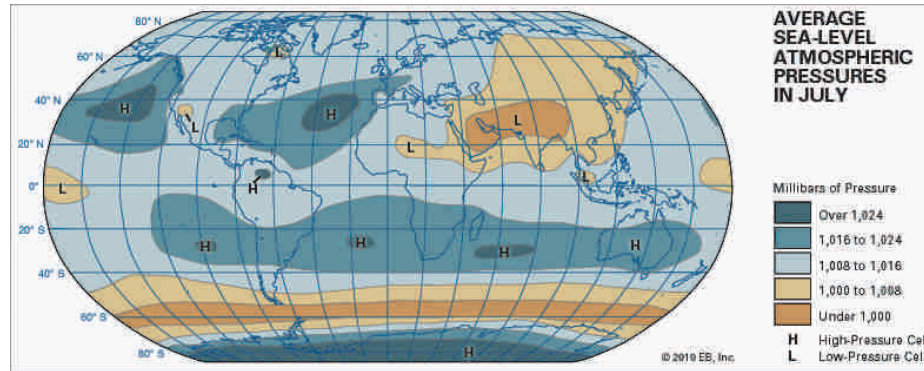 AVERAGE
SEA-LEVEL
ATMOSPHERIC
PRESSURES
IN JULY
80° N
60° N
40° N
20° N
0°
20° S
40° S
60° S
80° S
L
H
H
L
L
L
H
L
L
H
H
H
H
H
Millibars of Pressure
Over 1,024
1,016 to 1,024
1,008 to 1,016
1,000 to 1,008
Under 1,000
H High-Pressure Cel
L Low-Pressure Cel
© 2010 EB, Inc.